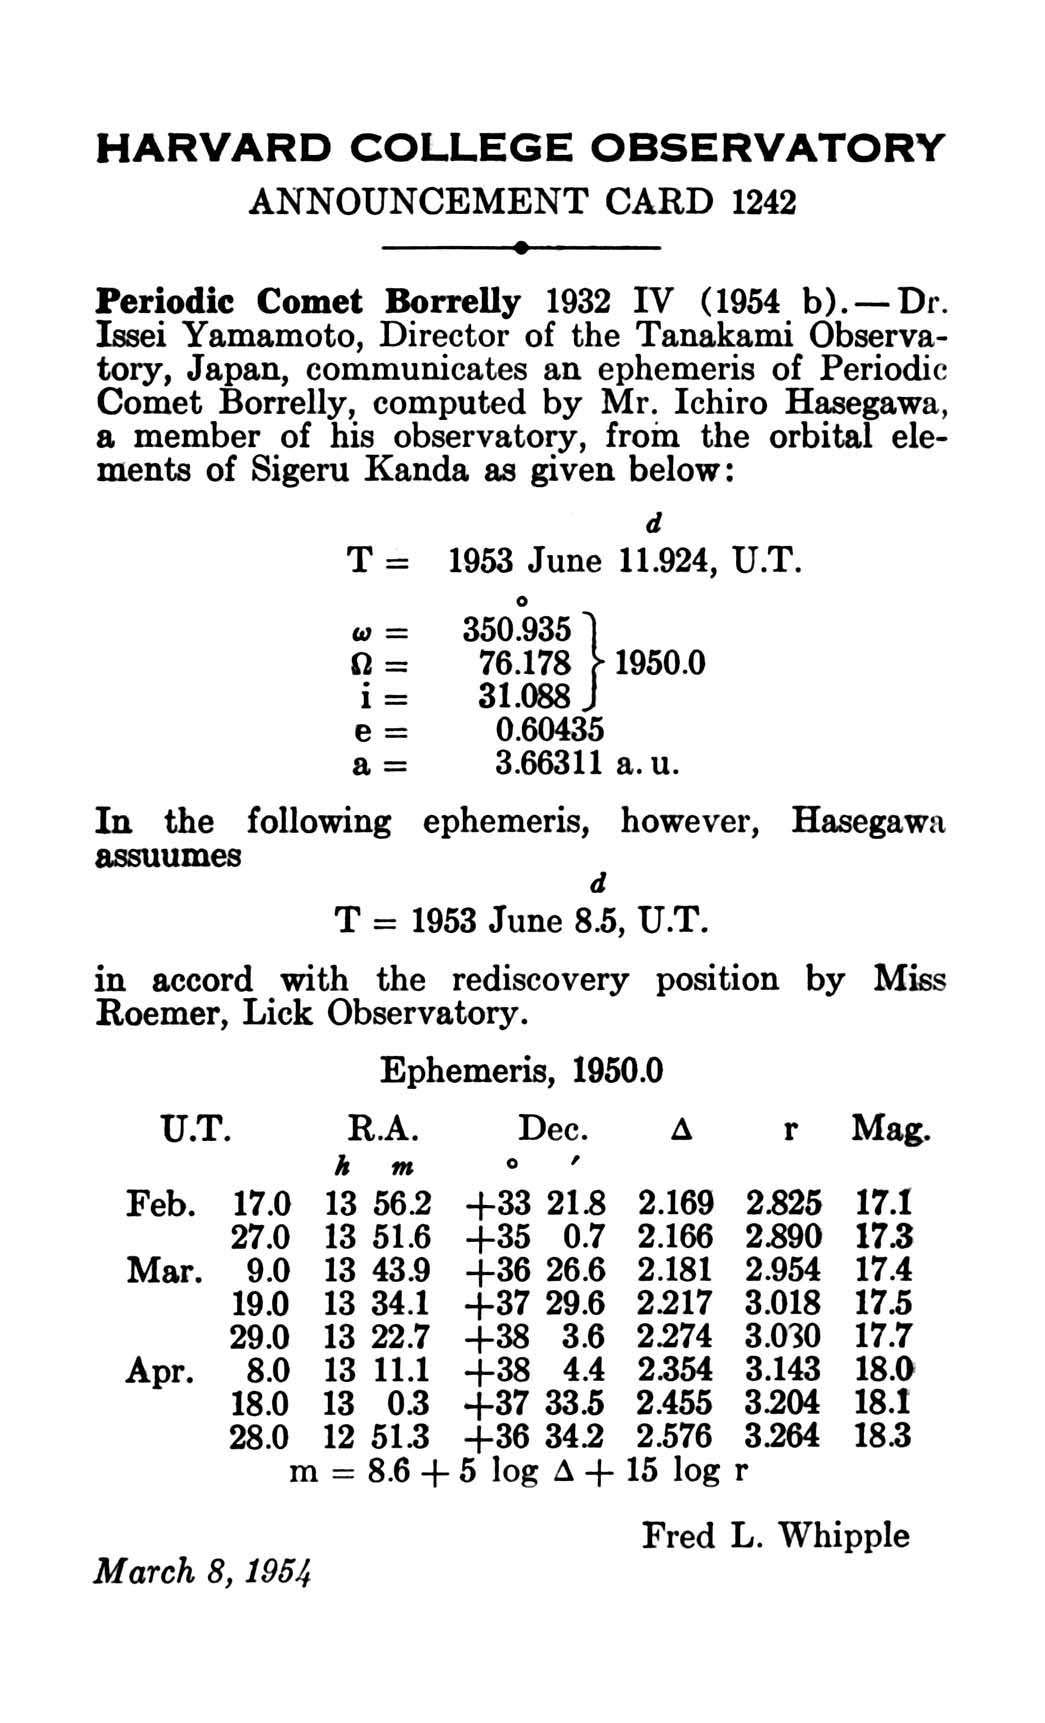 HARVARD COLLEGE OBSERVATORY
ANNOUNCEMENT CARD 1242
Periodic Comet Borrelly 1932 IV (1954 b).—Dr.
Issei Yamamoto, Director of the Tanakami Observa-
tory, Japan, communicates an ephemeris of Periodic
Comet Borrelly, computed by Mr. Ichiro Hasegawa,
a member of his observatory, from the orbital ele-
ments of Sigeru Kanda as given below:
d
T = 1953 June 11.924, U.T.
°
ω = 350.935
Ω = 76.178 } 1950.0
i = 31.088
e = 0.60435
a = 3.66311 a. u.
In the following ephemeris, however, Hasegawa
assuumes
d
T = 1953 June 8.5, U.T.
in accord with the rediscovery position by Miss
Roemer, Lick Observatory.
Ephemeris, 1950.0
U.T. R.A. Dec. Δ r Mag.
h m ° ′
Feb. 17.0 13 56.2 +33 21.8 2.169 2.825 17.1
27.0 13 51.6 +35 0.7 2.166 2.890 17.3
Mar. 9.0 13 43.9 +36 26.6 2.181 2.954 17.4
19.0 13 34.1 +37 29.6 2.217 3.018 17.5
29.0 13 22.7 +38 3.6 2.274 3.030 17.7
Apr. 8.0 13 11.1 +38 4.4 2.354 3.143 18.0
18.0 13 0.3 +37 33.5 2.455 3.204 18.1
28.0 12 51.3 +36 34.2 2.576 3.264 18.3
m = 8.6 + 5 log Δ + 15 log r
Fred L. Whipple
March 8, 1954